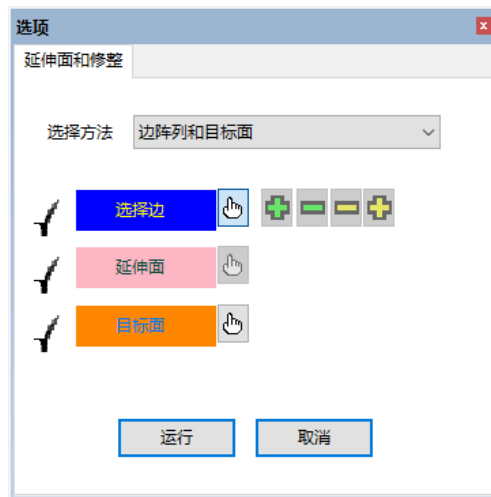 选项
延伸面和修整
选择方法 边阵列和目标面
选择边
延伸面
目标面
运行 取消